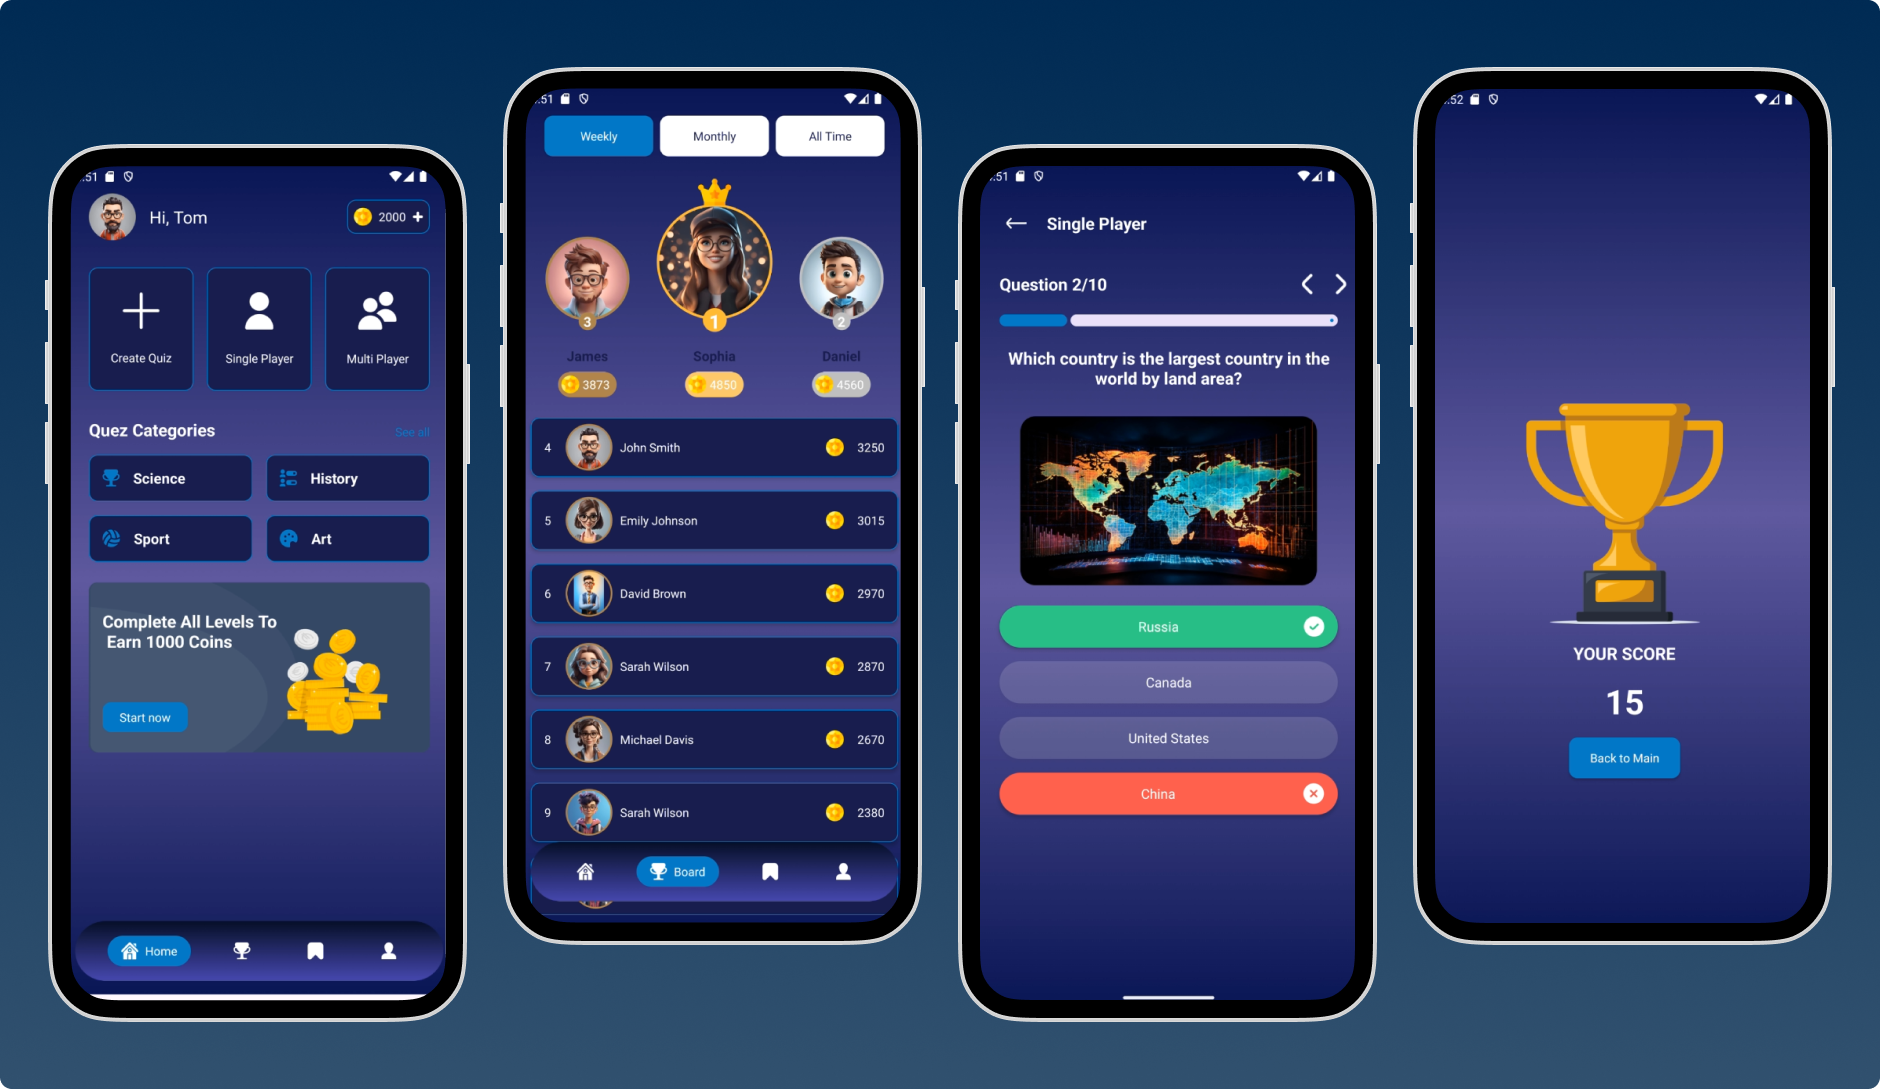 :51
Hi, Tom
2000 +
Create Quiz
Single Player
Multi Player
Quez Categories
See all
Science
History
Sport
Art
Complete All Levels To
Earn 1000 Coins
Start now
Home
:51
Weekly
Monthly
All Time
3
1
2
James
Sophia
Daniel
3873
4850
4560
4 John Smith 3250
5 Emily Johnson 3015
6 David Brown 2970
7 Sarah Wilson 2870
8 Michael Davis 2670
9 Sarah Wilson 2380
Board
:51
Single Player
Question 2/10
Which country is the largest country in the
world by land area?
Russia
Canada
United States
China
:52
YOUR SCORE
15
Back to Main